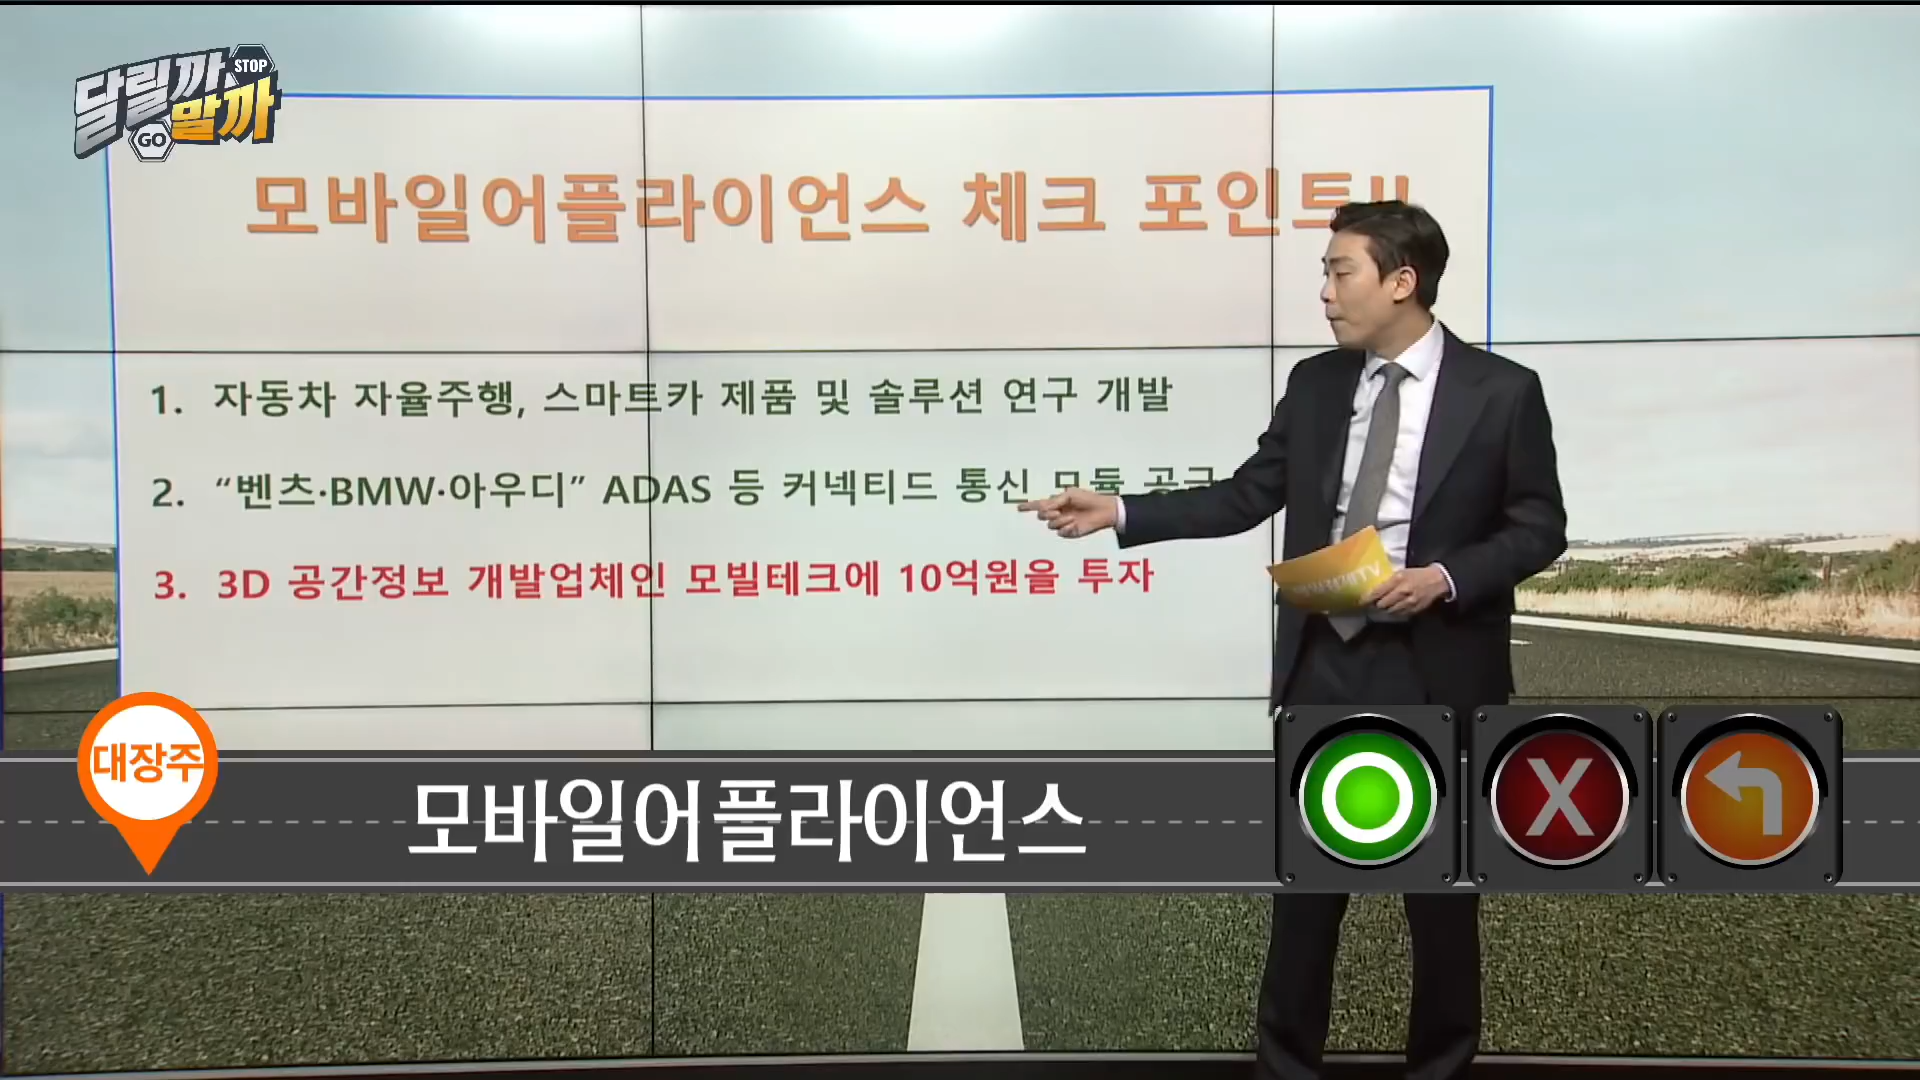 달릴까 STOP
GO 말까
모바일어플라이언스 체크 포인트!!
1. 자동차 자율주행, 스마트카 제품 및 솔루션 연구 개발
2. “벤츠·BMW·아우디” ADAS 등 커넥티드 통신 모듈 공급
3. 3D 공간정보 개발업체인 모빌테크에 10억원을 투자
대장주
모바일어플라이언스
X